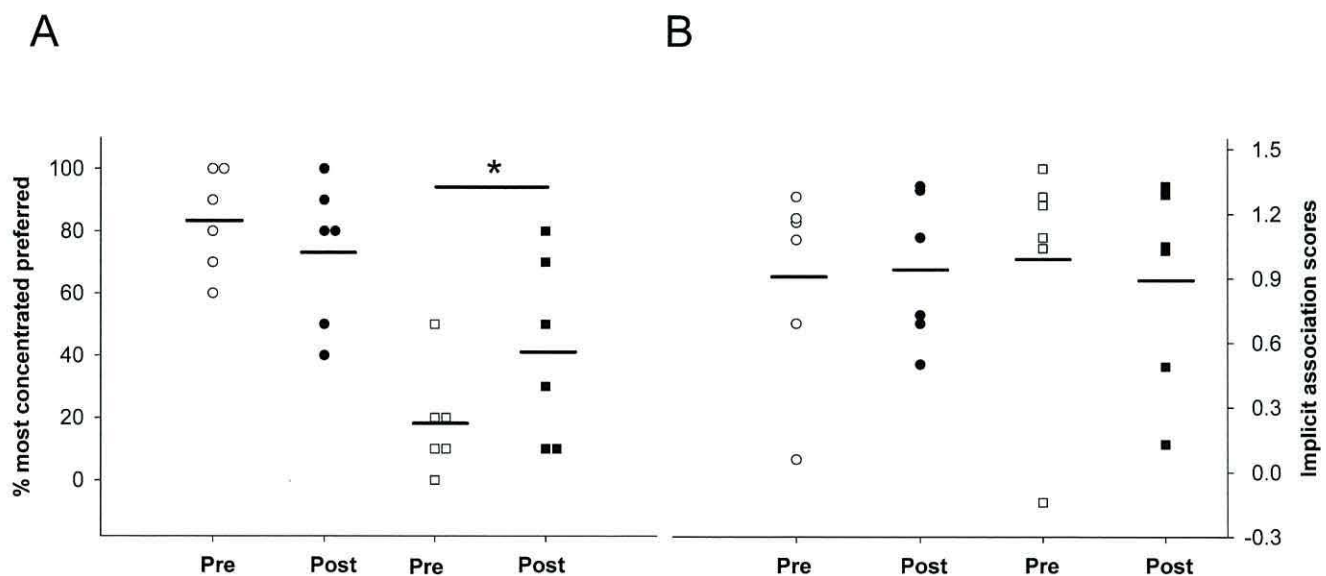 A
B
*
% most concentrated preferred
100
80
60
40
20
0
Pre
Post
Pre
Post
1.5
1.2
0.9
0.6
0.3
0.0
-0.3
Implicit association scores
Pre
Post
Pre
Post